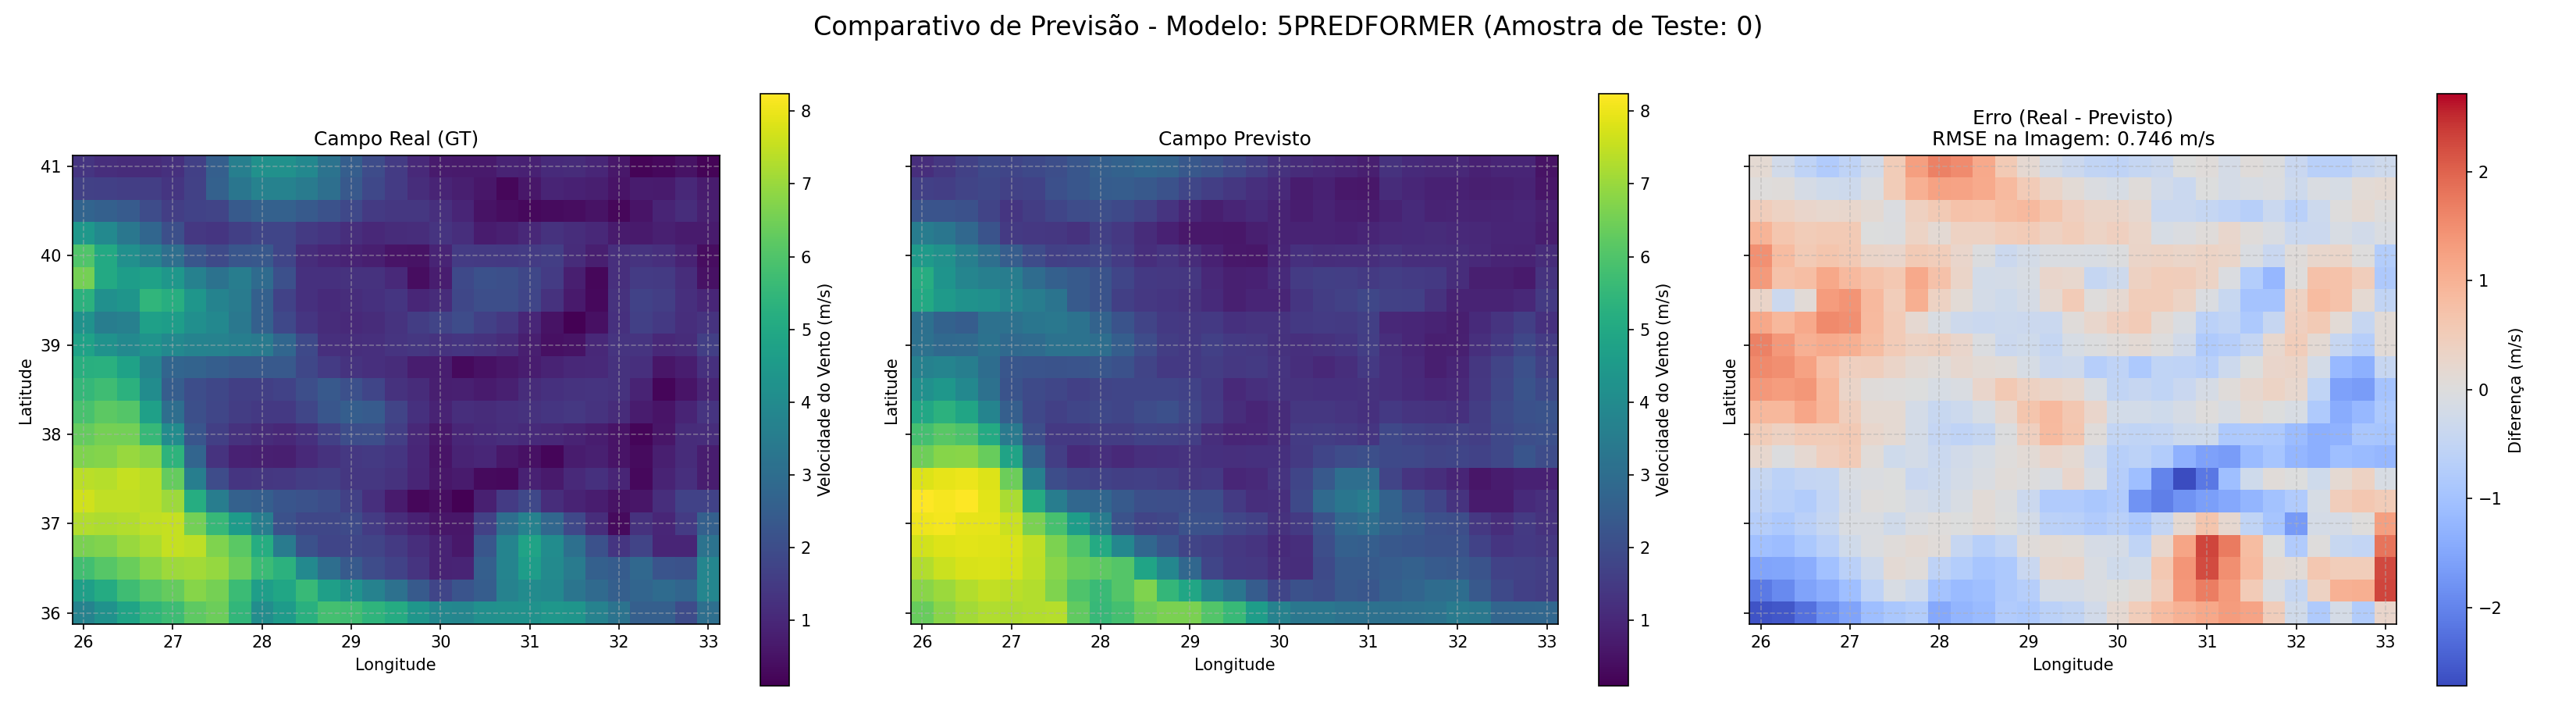 Comparativo de Previsão - Modelo: 5PREDFORMER (Amostra de Teste: 0)
Campo Real (GT)
41
40
39
38
37
36
Latitude
26 27 28 29 30 31 32 33
Longitude
8
7
6
5
4
3
2
1
Velocidade do Vento (m/s)
Campo Previsto
Latitude
26 27 28 29 30 31 32 33
Longitude
8
7
6
5
4
3
2
1
Velocidade do Vento (m/s)
Erro (Real - Previsto)
RMSE na Imagem: 0.746 m/s
Latitude
26 27 28 29 30 31 32 33
Longitude
2
1
0
−1
−2
Diferença (m/s)